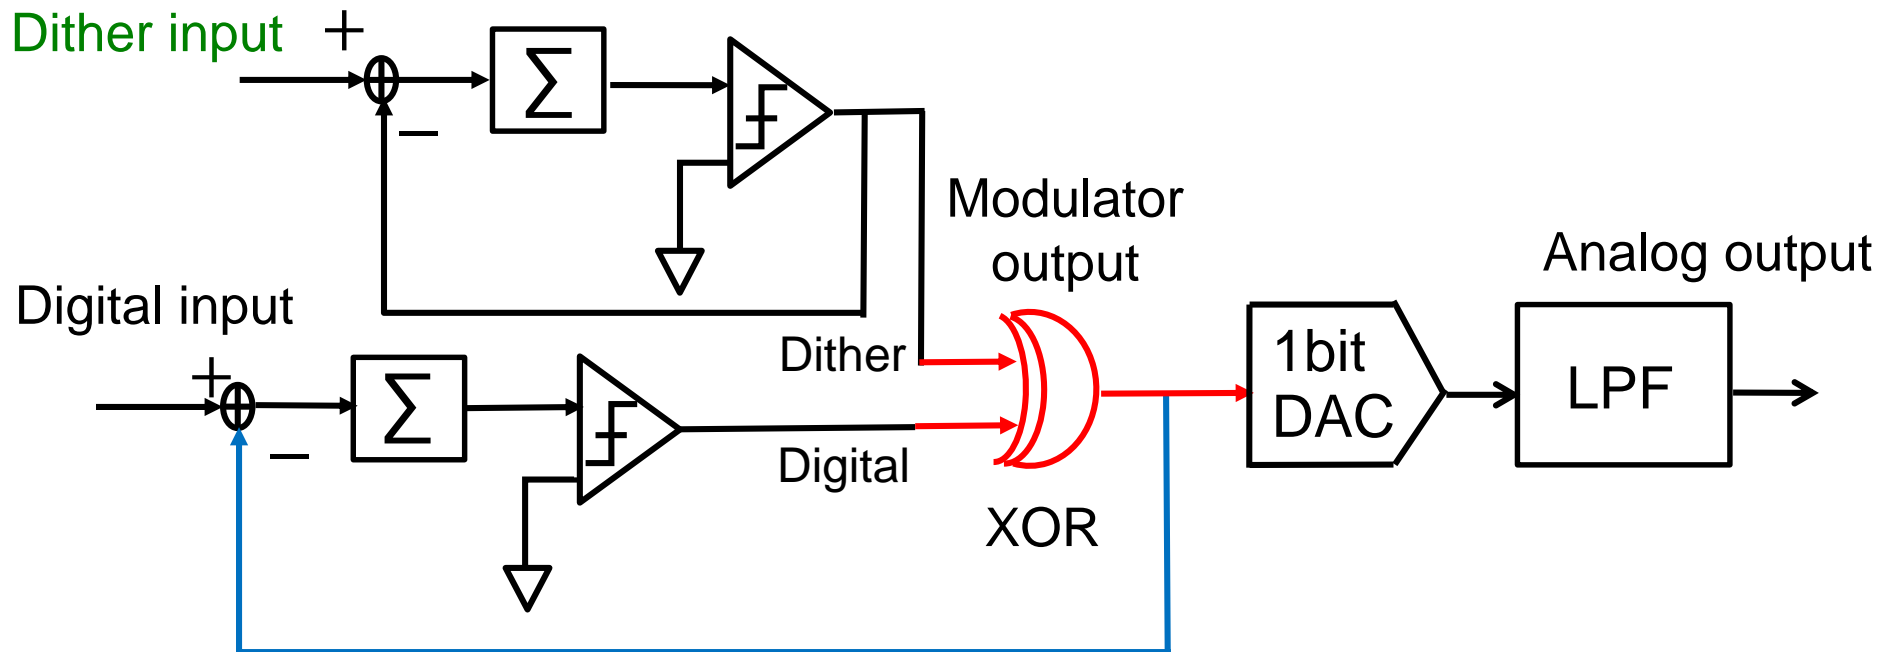 Dither input
+
Σ
−
Modulator
output
Analog output
Digital input
+
Σ
−
Dither
Digital
XOR
1bit
DAC
LPF